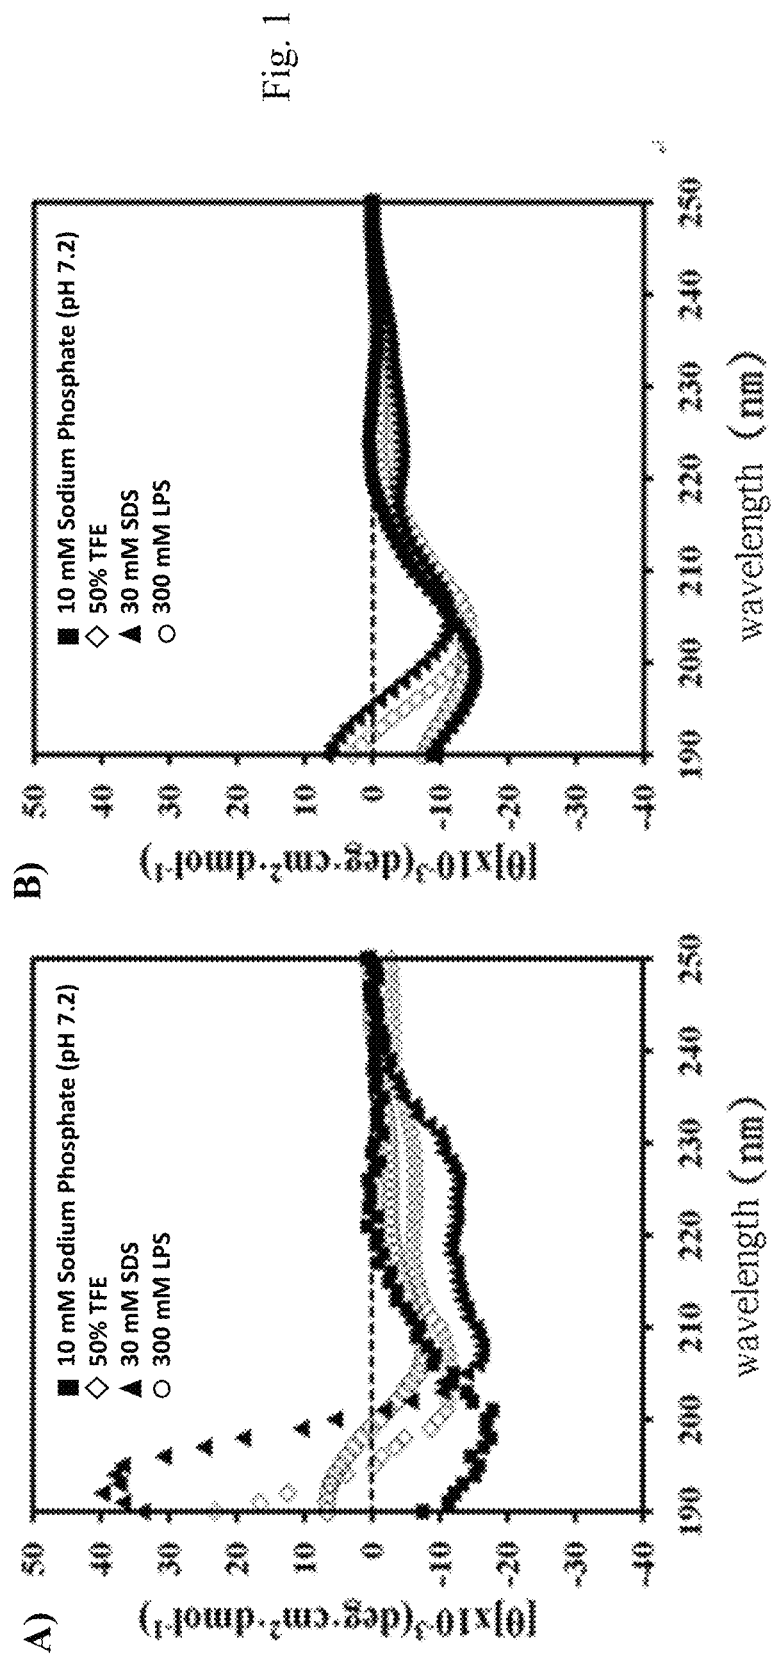 A)
[θ]x10⁻³(deg·cm²·dmol⁻¹)
50
40
30
20
10
0
-10
-20
-30
-40
■ 10 mM Sodium Phosphate (pH 7.2)
◇ 50% TFE
▲ 30 mM SDS
○ 300 mM LPS
190 200 210 220 230 240 250
wavelength (nm)
B)
[θ]x10⁻³(deg·cm²·dmol⁻¹)
50
40
30
20
10
0
-10
-20
-30
-40
■ 10 mM Sodium Phosphate (pH 7.2)
◇ 50% TFE
▲ 30 mM SDS
○ 300 mM LPS
190 200 210 220 230 240 250
wavelength (nm)
Fig. 1